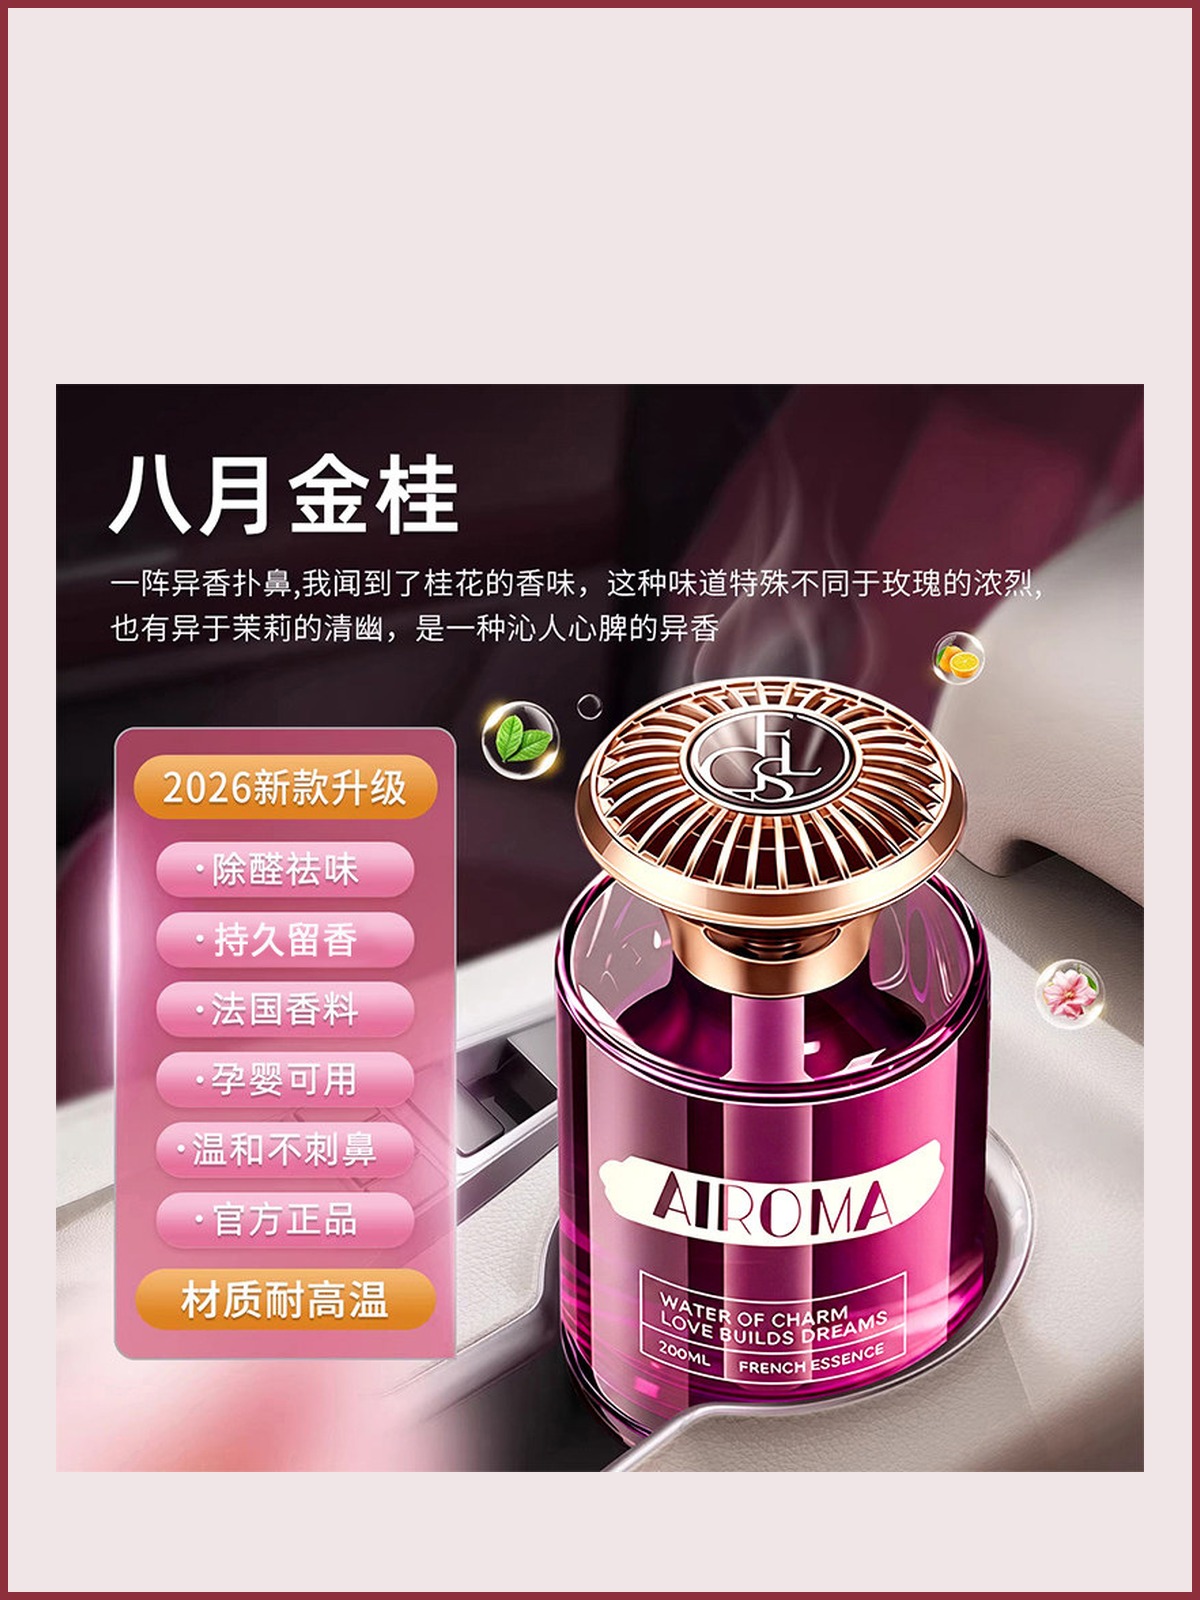 八月金桂
一阵异香扑鼻,我闻到了桂花的香味，这种味道特殊不同于玫瑰的浓烈,
也有异于茉莉的清幽，是一种沁人心脾的异香
2026新款升级
·除醛祛味
·持久留香
·法国香料
·孕婴可用
·温和不刺鼻
·官方正品
材质耐高温
AIROMA
WATER OF CHARM
LOVE BUILDS DREAMS
200ML
FRENCH ESSENCE